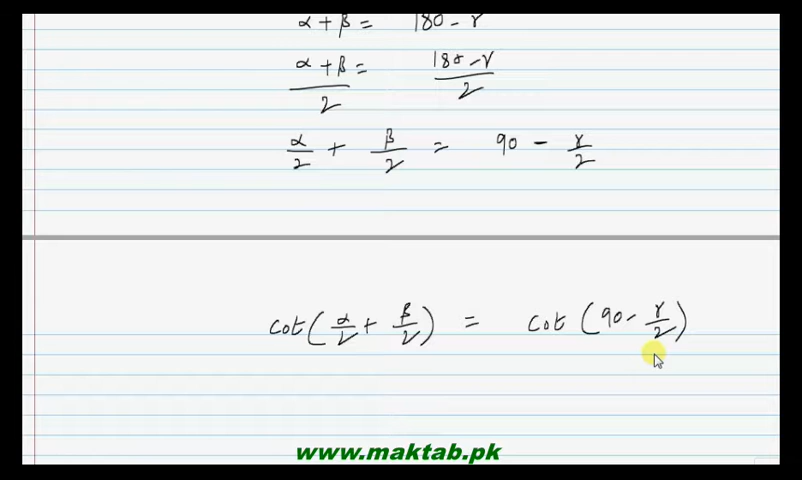 α + β = 180 - γ
α + β / 2 = 180 - γ / 2
α/2 + β/2 = 90 - γ/2
cot(α/2 + β/2) = cot(90 - γ/2)
www.maktab.pk